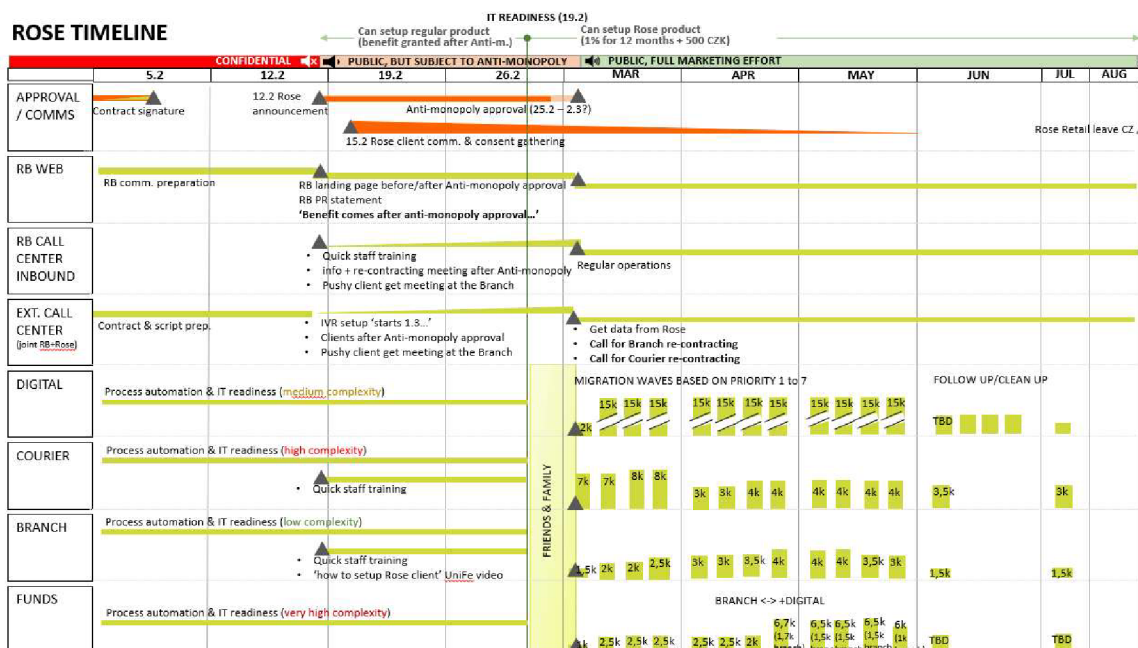 IT READINESS (19.2)
ROSE TIMELINE
Can setup regular product
(benefit granted after Anti-m.)
Can setup Rose product
(1% for 12 months + 500 CZK)
CONFIDENTIAL
PUBLIC, BUT SUBJECT TO ANTI-MONOPOLY
PUBLIC, FULL MARKETING EFFORT
5.2 12.2 19.2 26.2 MAR APR MAY JUN JUL AUG
APPROVAL
/ COMMS
Contract signature
12.2 Rose
announcement
Anti-monopoly approval (25.2 – 2.3?)
15.2 Rose client comm. & consent gathering
Rose Retail leave CZ
RB WEB
RB comm. preparation
RB landing page before/after Anti-monopoly approval
RB PR statement
'Benefit comes after anti-monopoly approval...'
RB CALL
CENTER
INBOUND
• Quick staff training
• info + re-contracting meeting after Anti-monopoly
• Pushy client get meeting at the Branch
Regular operations
EXT. CALL
CENTER
(joint RB+Rose)
Contract & script prep.
• IVR setup 'starts 1.3...'
• Clients after Anti-monopoly approval
• Pushy client get meeting at the Branch
• Get data from Rose
• Call for Branch re-contracting
• Call for Courier re-contracting
DIGITAL
Process automation & IT readiness (medium complexity)
MIGRATION WAVES BASED ON PRIORITY 1 to 7
FOLLOW UP/CLEAN UP
15k 15k 15k 15k 15k 15k 15k 15k 15k 15k 15k
2k
TBD
COURIER
Process automation & IT readiness (high complexity)
• Quick staff training
7k 7k 8k 8k 3k 3k 4k 4k 4k 4k 4k 4k 3,5k 3k
FRIENDS & FAMILY
BRANCH
Process automation & IT readiness (low complexity)
• Quick staff training
• 'how to setup Rose client' UniFe video
1,5k 2k 2k 2,5k 3k 3k 3,5k 4k 4k 4k 3,5k 3k 1,5k 1,5k
FUNDS
Process automation & IT readiness (very high complexity)
BRANCH <-> +DIGITAL
2,5k 2,5k 2,5k 2,5k 2,5k 2k 6,7k 6,5k 6,5k 6,5k 6k TBD TBD
(1,7k (1,5k (1,5k (1,5k (1k